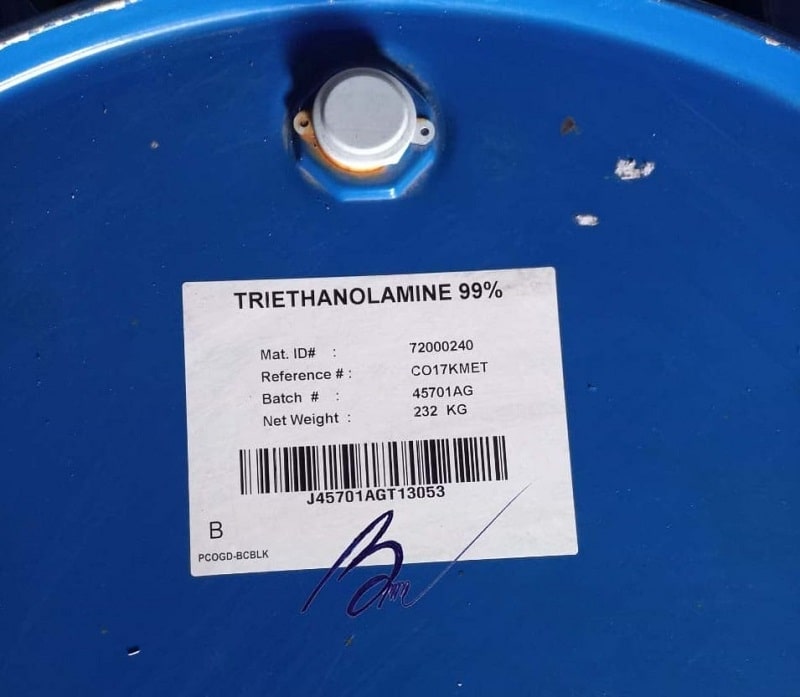 TRIETHANOLAMINE 99%
Mat. ID# : 72000240
Reference # : CO17KMET
Batch # : 45701AG
Net Weight : 232 KG
J45701AGT13053
B
PCOGD-BCBLK